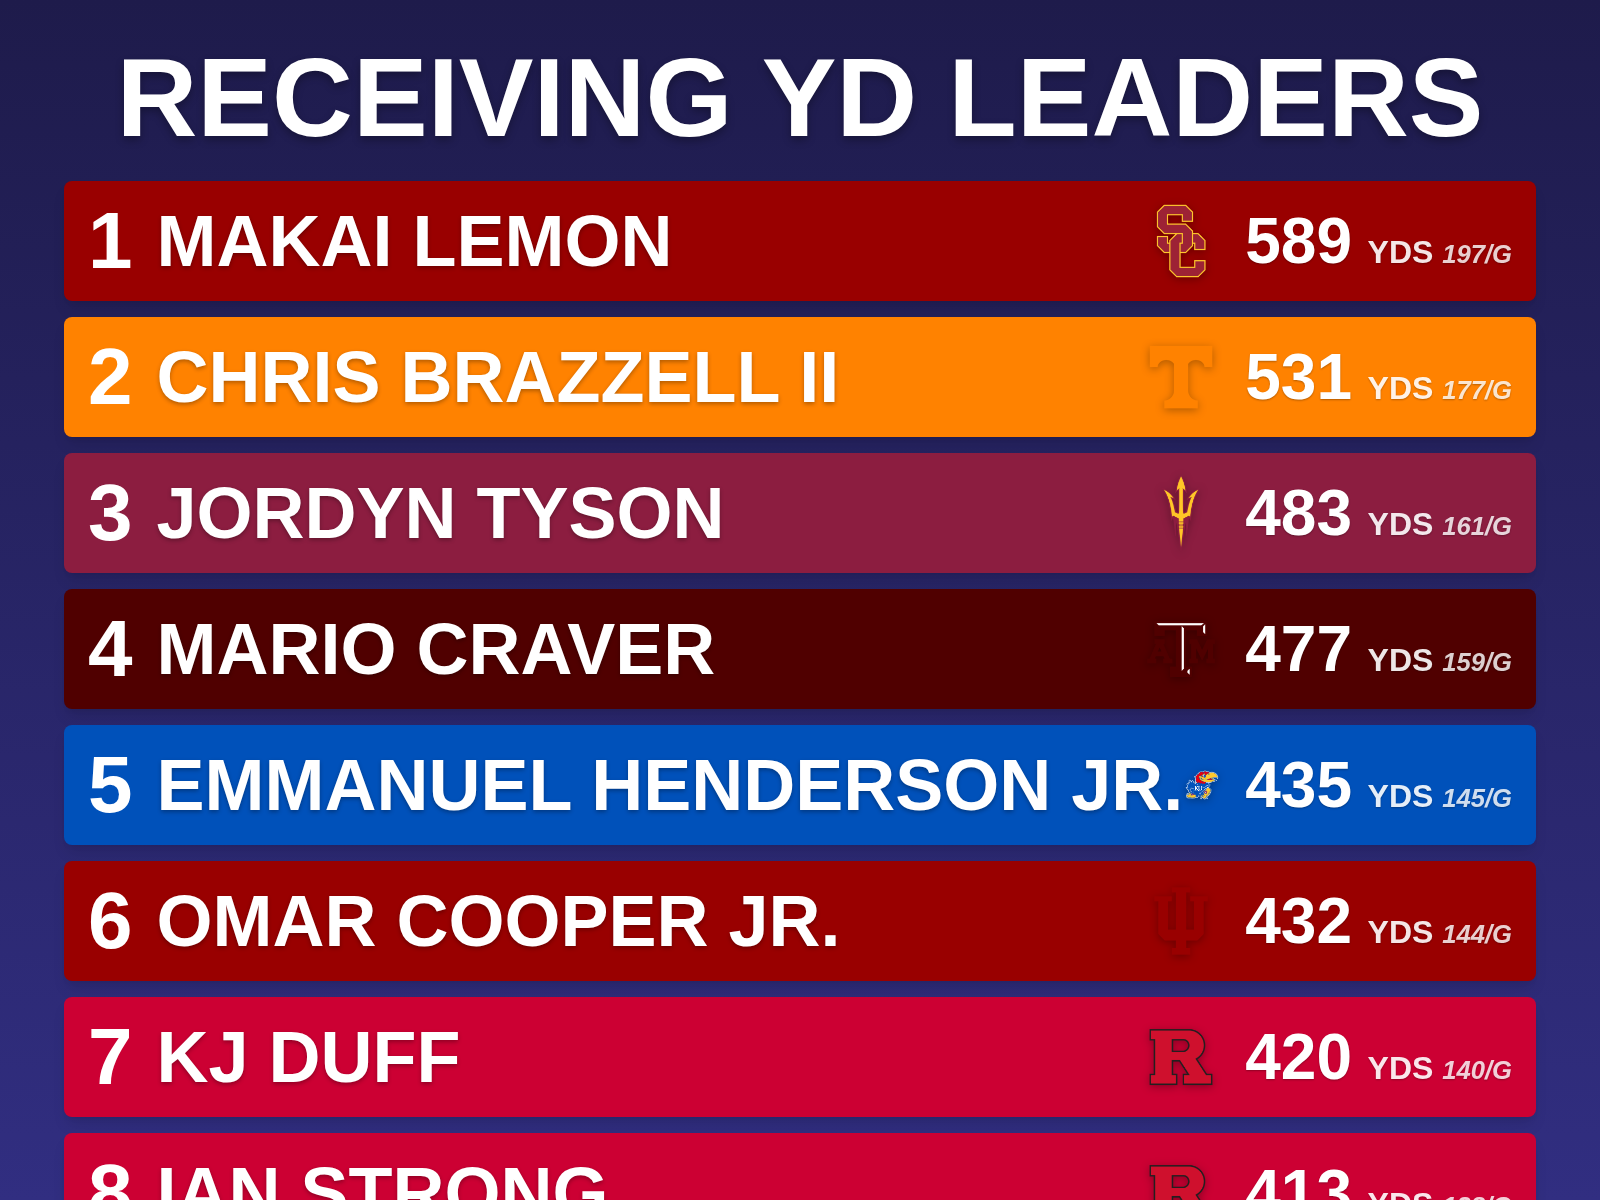 RECEIVING YD LEADERS
1 MAKAI LEMON SC 589 YDS 197/G
2 CHRIS BRAZZELL II T 531 YDS 177/G
3 JORDYN TYSON 483 YDS 161/G
4 MARIO CRAVER ATM 477 YDS 159/G
5 EMMANUEL HENDERSON JR. KU 435 YDS 145/G
6 OMAR COOPER JR. 432 YDS 144/G
7 KJ DUFF R 420 YDS 140/G
8 IAN STRONG R 413 YDS